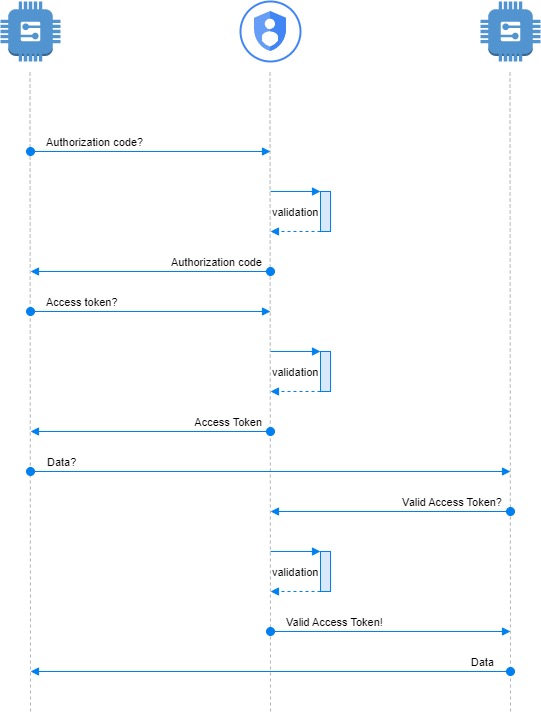 Authorization code?
validation
Authorization code
Access token?
validation
Access Token
Data?
Valid Access Token?
validation
Valid Access Token!
Data